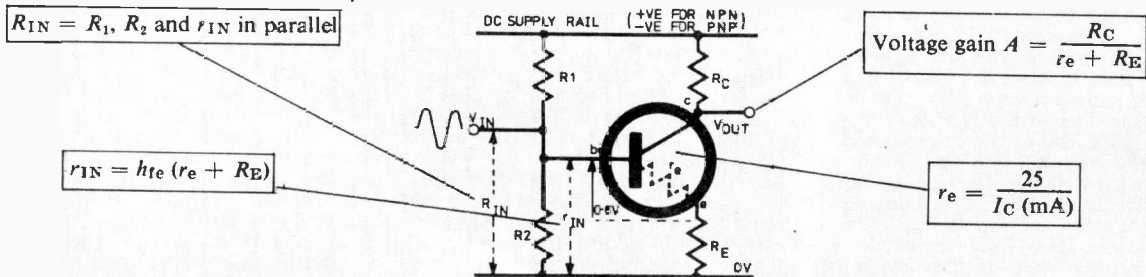 R_IN = R_1, R_2 and r_IN in parallel
DC SUPPLY RAIL
(+VE FOR NPN)
(−VE FOR PNP)
Voltage gain A = R_C / (r_e + R_E)
R1
R_C
c
V_IN
V_OUT
b
r_IN = h_fe (r_e + R_E)
e
r_e = 25 / I_C (mA)
R_IN
r_IN
0·6V
e
R2
R_E
0V